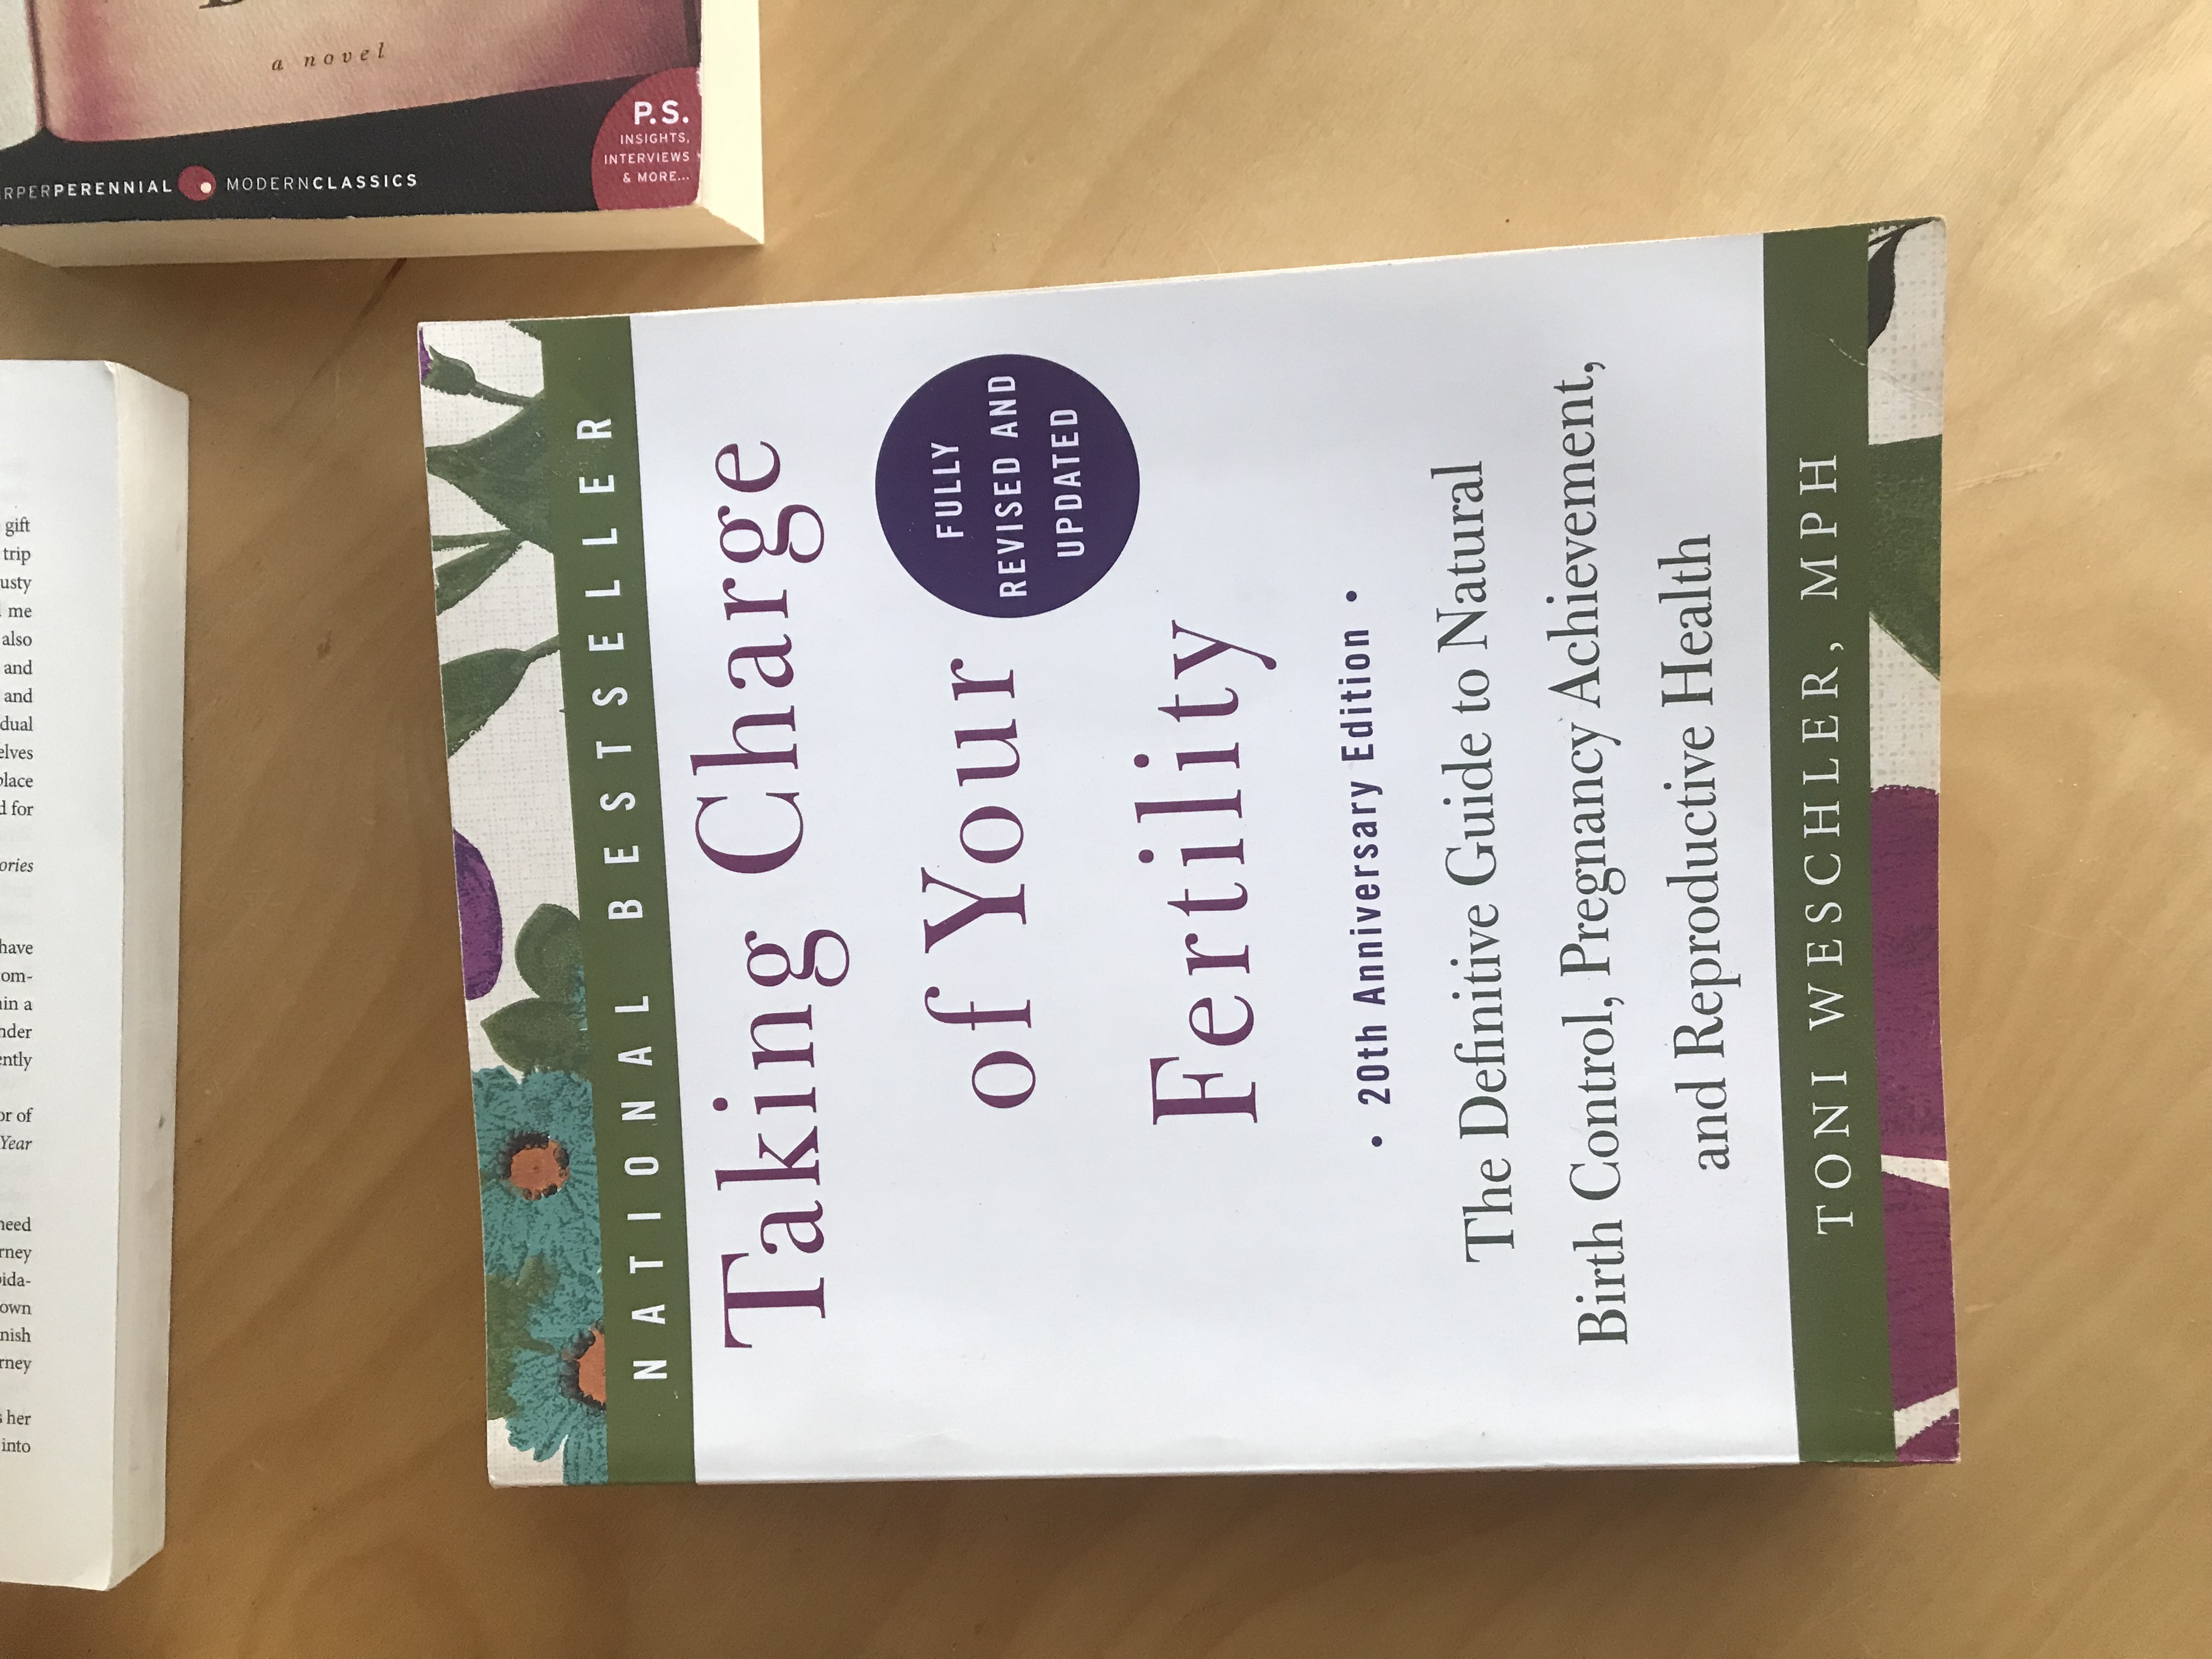 gift
trip
usty
me
also
and
and
dual
elves
place
d for
ories
have
om-
in a
nder
ently
or of
Year
need
rney
ida-
own
nish
rney
her
into
RPERPERENNIAL MODERNCLASSICS
a novel
P.S.
INSIGHTS,
INTERVIEWS
& MORE...
NATIONAL BESTSELLER
Taking Charge
of Your
Fertility
FULLY
REVISED AND
UPDATED
• 20th Anniversary Edition •
The Definitive Guide to Natural
Birth Control, Pregnancy Achievement,
and Reproductive Health
TONI WESCHLER, MPH